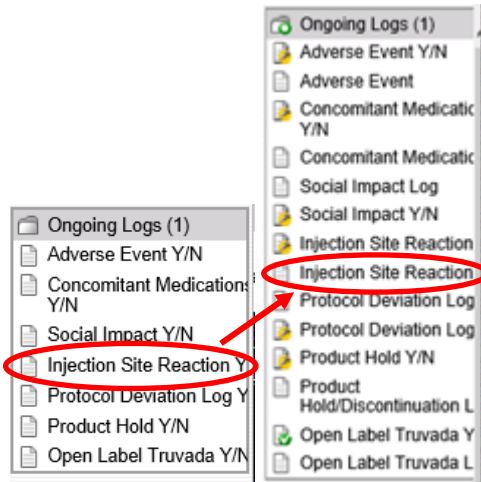 Ongoing Logs (1)
Adverse Event Y/N
Concomitant Medications
Y/N
Social Impact Y/N
Injection Site Reaction Y
Protocol Deviation Log Y
Product Hold Y/N
Open Label Truvada Y/N
Ongoing Logs (1)
Adverse Event Y/N
Adverse Event
Concomitant Medicatic
Y/N
Concomitant Medicatic
Social Impact Log
Social Impact Y/N
Injection Site Reaction
Injection Site Reaction
Protocol Deviation Log
Protocol Deviation Log
Product Hold Y/N
Product
Hold/Discontinuation L
Open Label Truvada Y
Open Label Truvada L